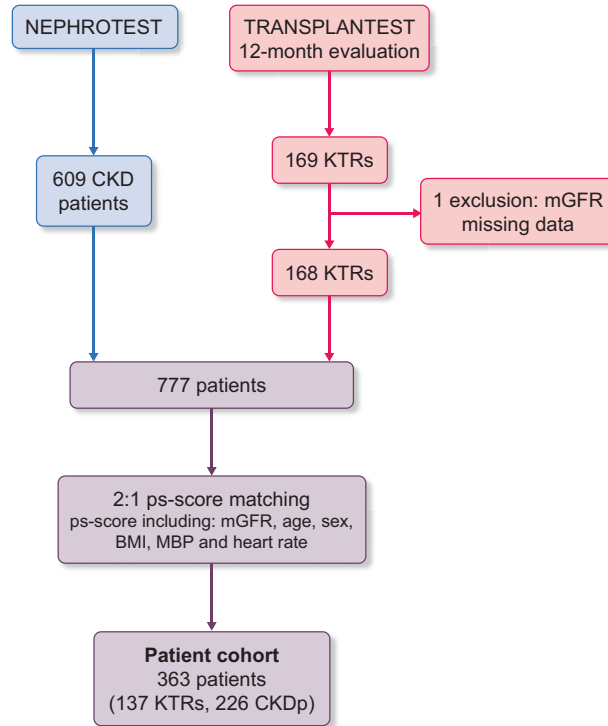 NEPHROTEST
TRANSPLANTEST
12-month evaluation
609 CKD
patients
169 KTRs
1 exclusion: mGFR
missing data
168 KTRs
777 patients
2:1 ps-score matching
ps-score including: mGFR, age, sex,
BMI, MBP and heart rate
Patient cohort
363 patients
(137 KTRs, 226 CKDp)